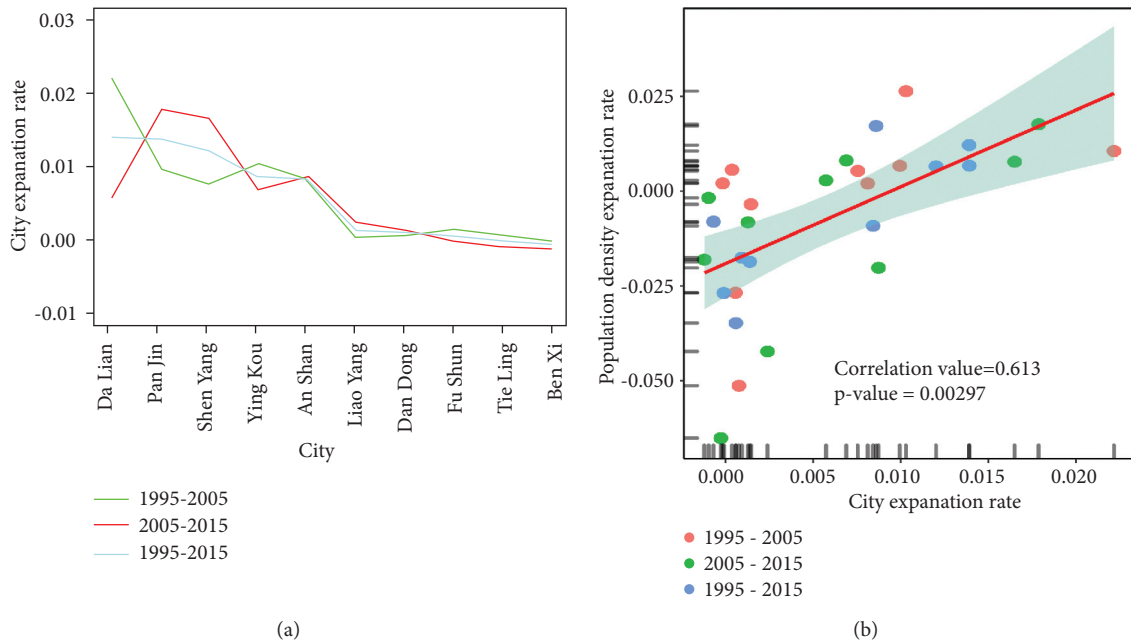 0.03
0.02
0.01
0.00
-0.01
City expanation rate
Da Lian
Pan Jin
Shen Yang
Ying Kou
An Shan
Liao Yang
Dan Dong
Fu Shun
Tie Ling
Ben Xi
City
1995-2005
2005-2015
1995-2015
(a)
0.025
0.000
-0.025
-0.050
Population density expanation rate
Correlation value=0.613
p-value = 0.00297
0.000
0.005
0.010
0.015
0.020
City expanation rate
1995 - 2005
2005 - 2015
1995 - 2015
(b)